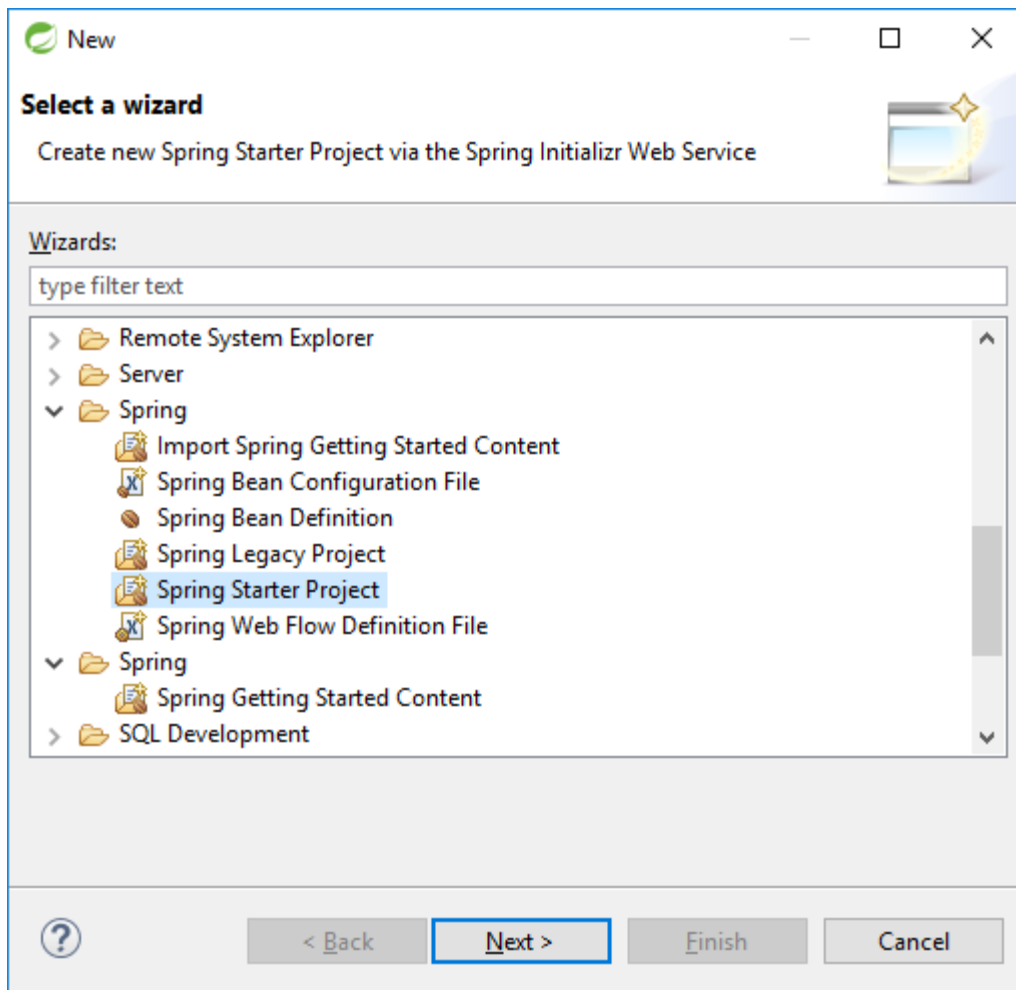 New
Select a wizard
Create new Spring Starter Project via the Spring Initializr Web Service
Wizards:
type filter text
Remote System Explorer
Server
Spring
Import Spring Getting Started Content
Spring Bean Configuration File
Spring Bean Definition
Spring Legacy Project
Spring Starter Project
Spring Web Flow Definition File
Spring
Spring Getting Started Content
SQL Development
? < Back Next > Finish Cancel